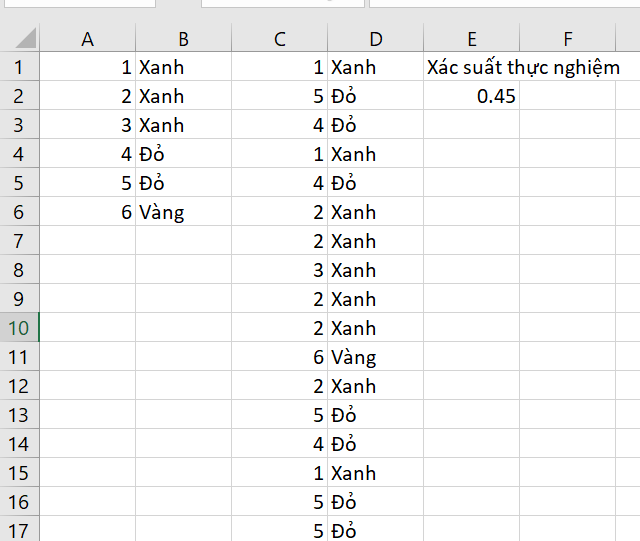 A B C D E F
1 1 Xanh 1 Xanh Xác suất thực nghiệm
2 2 Xanh 5 Đỏ 0.45
3 3 Xanh 4 Đỏ
4 4 Đỏ 1 Xanh
5 5 Đỏ 4 Đỏ
6 6 Vàng 2 Xanh
7 2 Xanh
8 3 Xanh
9 2 Xanh
10 2 Xanh
11 6 Vàng
12 2 Xanh
13 5 Đỏ
14 4 Đỏ
15 1 Xanh
16 5 Đỏ
17 5 Đỏ